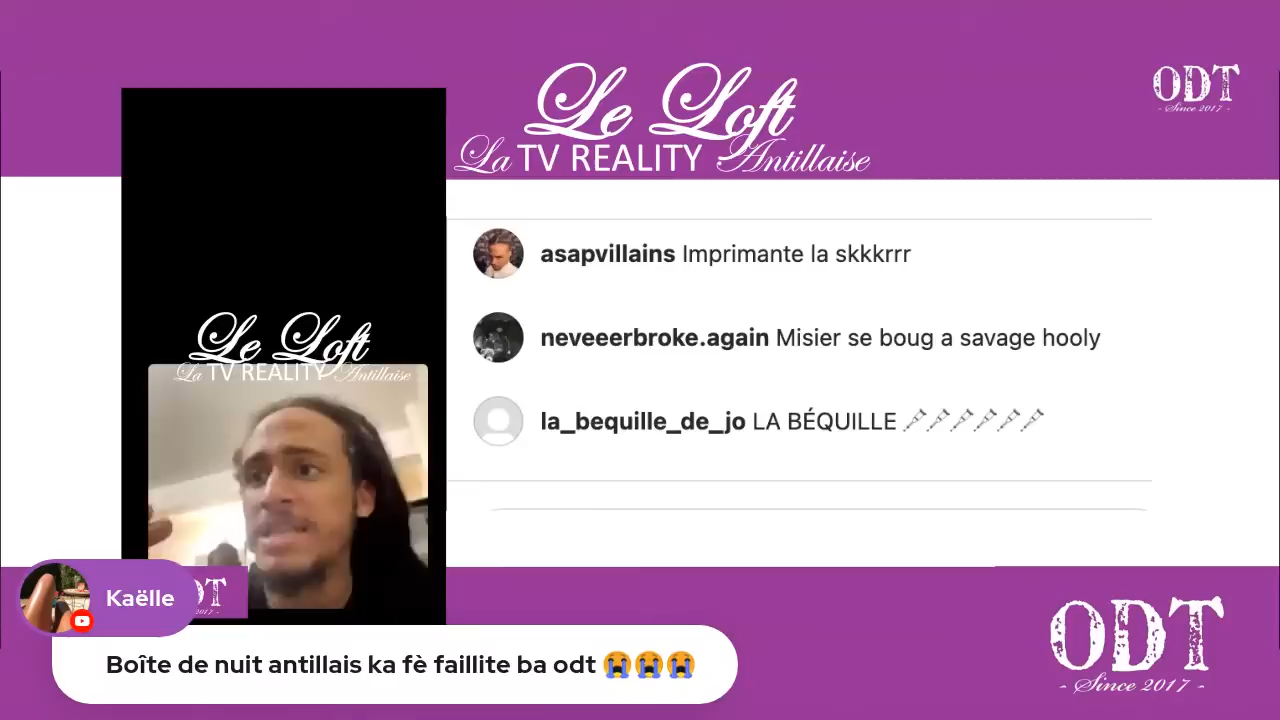 Le Loft
La TV REALITY Antillaise
ODT
- Since 2017 -
asapvillains Imprimante la skkkrrr
neveeerbroke.again Misier se boug a savage hooly
la_bequille_de_jo LA BÉQUILLE
Le Loft
La TV REALITY Antillaise
Kaëlle
DT
2017 -
Boîte de nuit antillais ka fè faillite ba odt 😭😭😭
ODT
- Since 2017 -